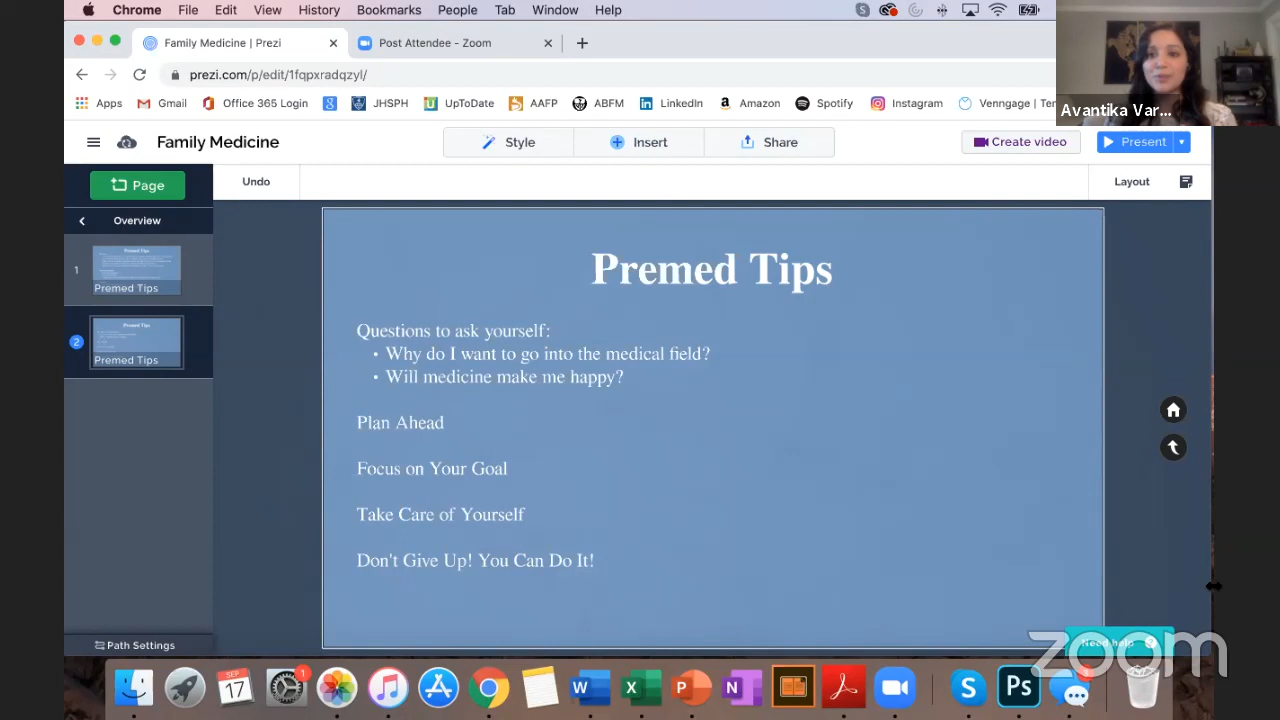 Chrome File Edit View History Bookmarks People Tab Window Help
Family Medicine | Prezi
Post Attendee - Zoom
prezi.com/p/edit/1fqpxradqzyl/
Apps Gmail Office 365 Login JHSPH UpToDate AAFP ABFM LinkedIn Amazon Spotify Instagram Venngage | Te
Avantika Var...
Family Medicine
Style Insert Share
Create video Present
Page
Undo
Layout
Overview
1
Premed Tips
2
Premed Tips
Premed Tips
Questions to ask yourself:
• Why do I want to go into the medical field?
• Will medicine make me happy?
Plan Ahead
Focus on Your Goal
Take Care of Yourself
Don't Give Up! You Can Do It!
Path Settings
Need help
zoom
SEP
17
1
W X P N S Ps